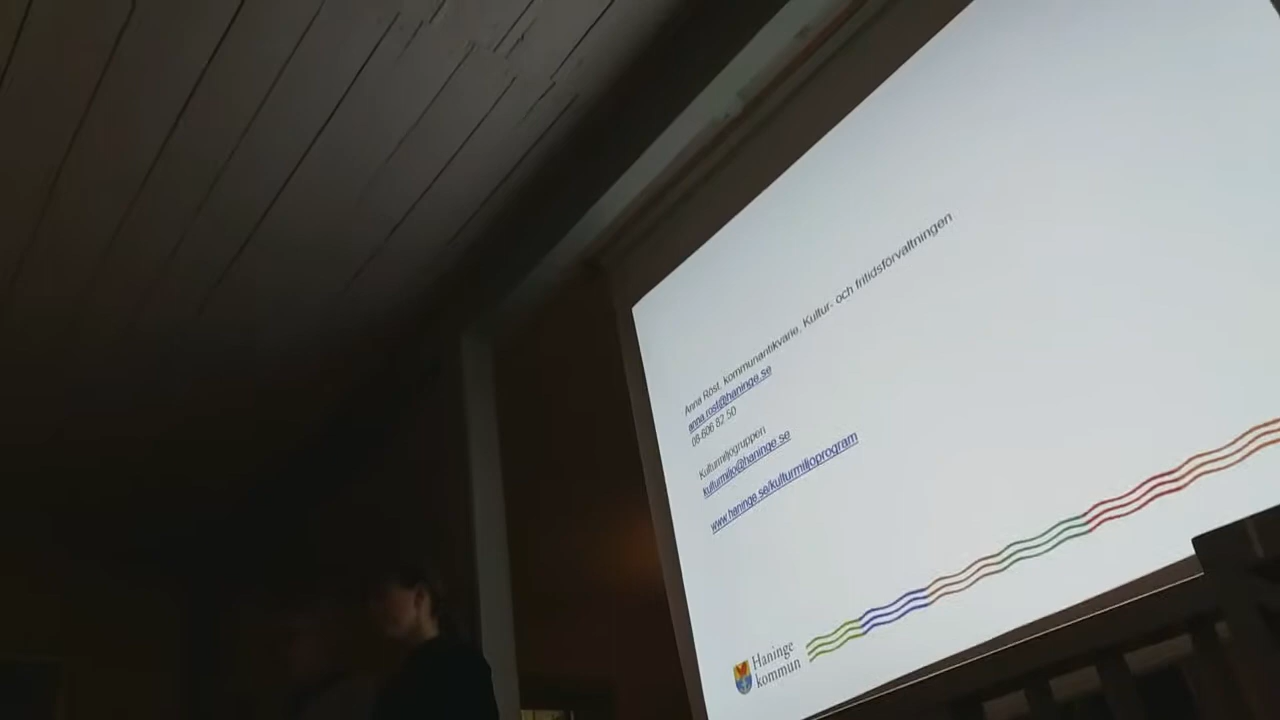 Anna Röst, kommunantikvarie, Kultur- och fritidsförvaltningen
anna.rost@haninge.se
08-606 82 50
Kulturmiljögruppen
kulturmiljo@haninge.se
www.haninge.se/kulturmiljoprogram
Haninge
kommun